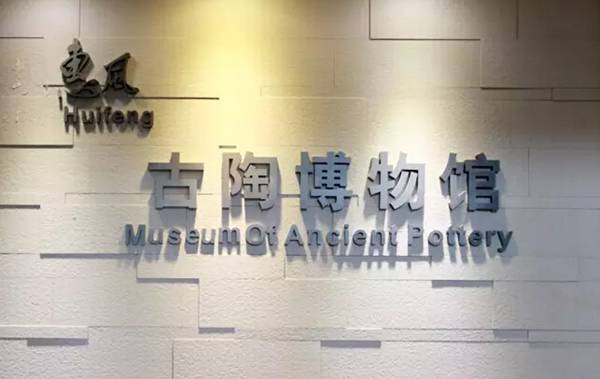 惠风
Huifeng
古陶博物馆
Museum Of Ancient Pottery